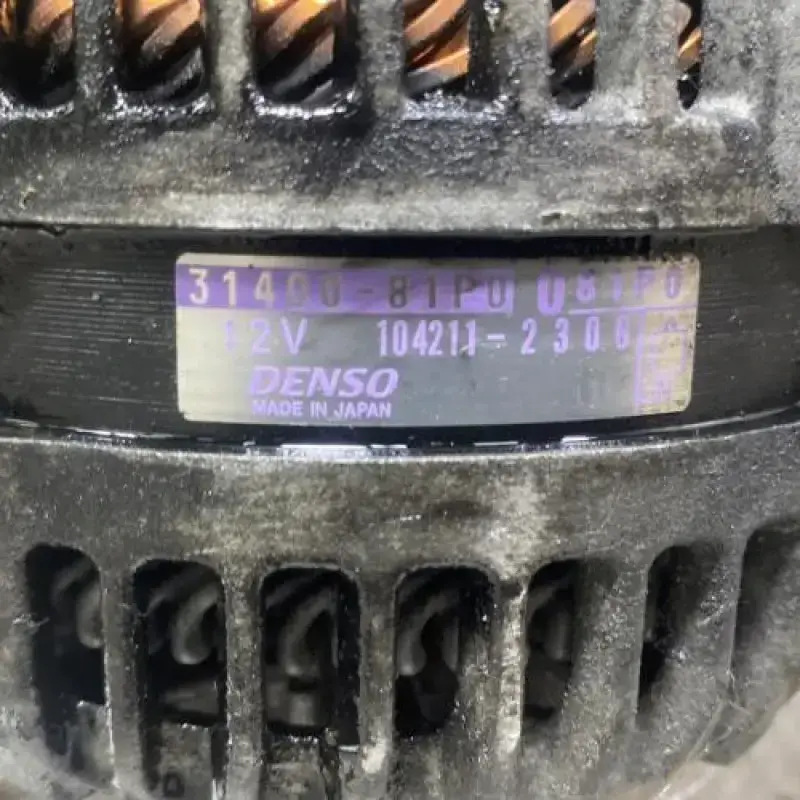 31400-81P0 081P0
12V 104211-2300
DENSO
MADE IN JAPAN